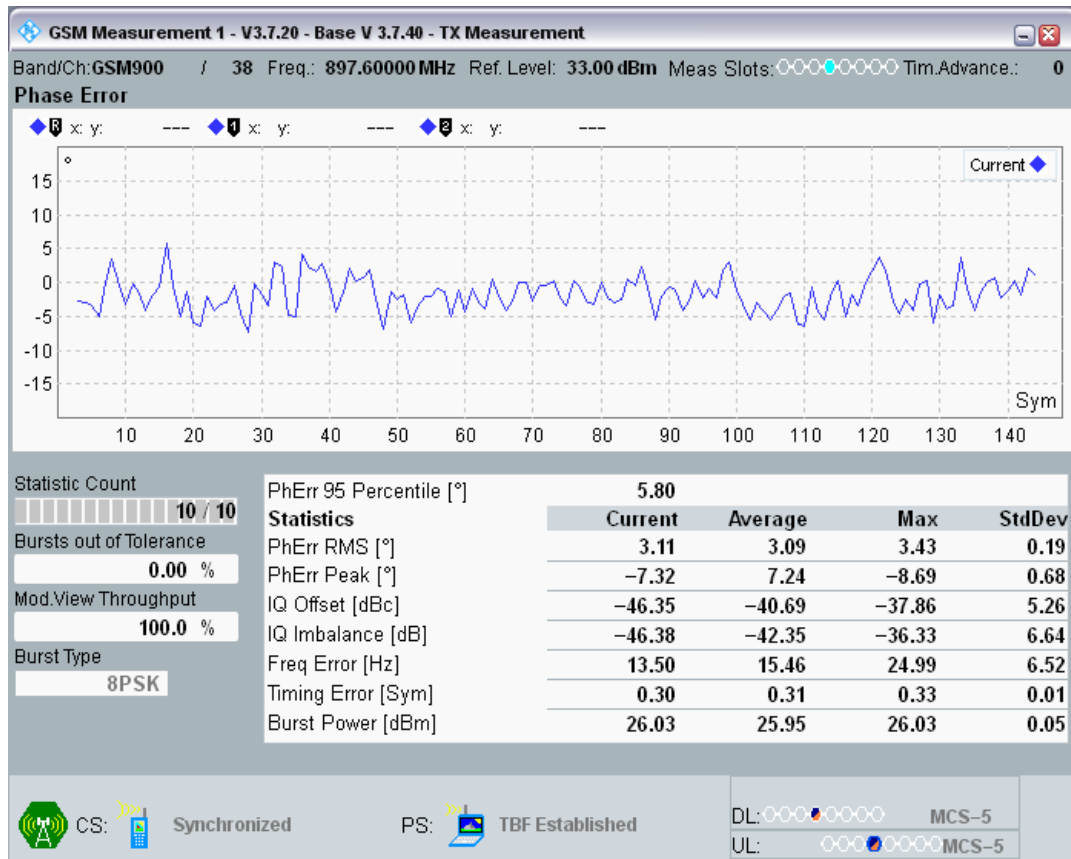 GSM Measurement 1 - V3.7.20 - Base V 3.7.40 - TX Measurement
Band/Ch:GSM900 / 38 Freq.: 897.60000 MHz Ref. Level: 33.00 dBm Meas Slots: Tim.Advance.: 0
Phase Error
R x: y: --- 1 x: y: --- 2 x: y: ---
° Current
15
10
5
0
-5
-10
-15
Sym
10 20 30 40 50 60 70 80 90 100 110 120 130 140
Statistic Count
10 / 10
Bursts out of Tolerance
0.00 %
Mod.View Throughput
100.0 %
Burst Type
8PSK
PhErr 95 Percentile [°] 5.80
Statistics Current Average Max StdDev
PhErr RMS [°] 3.11 3.09 3.43 0.19
PhErr Peak [°] −7.32 7.24 −8.69 0.68
IQ Offset [dBc] −46.35 −40.69 −37.86 5.26
IQ Imbalance [dB] −46.38 −42.35 −36.33 6.64
Freq Error [Hz] 13.50 15.46 24.99 6.52
Timing Error [Sym] 0.30 0.31 0.33 0.01
Burst Power [dBm] 26.03 25.95 26.03 0.05
CS: Synchronized PS: TBF Established
DL: MCS−5
UL: MCS−5